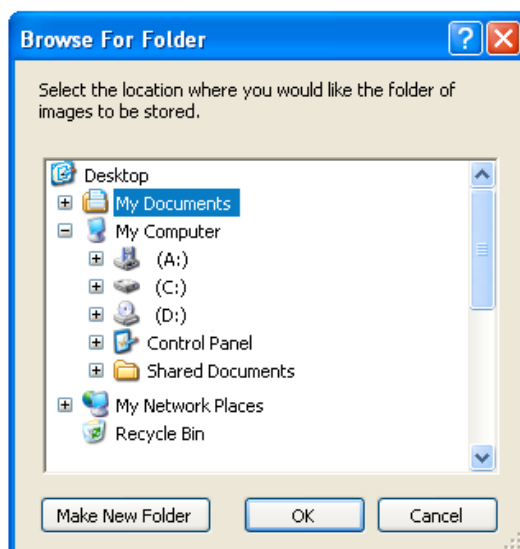 Browse For Folder
Select the location where you would like the folder of
images to be stored.
Desktop
My Documents
My Computer
(A:)
(C:)
(D:)
Control Panel
Shared Documents
My Network Places
Recycle Bin
Make New Folder
OK
Cancel